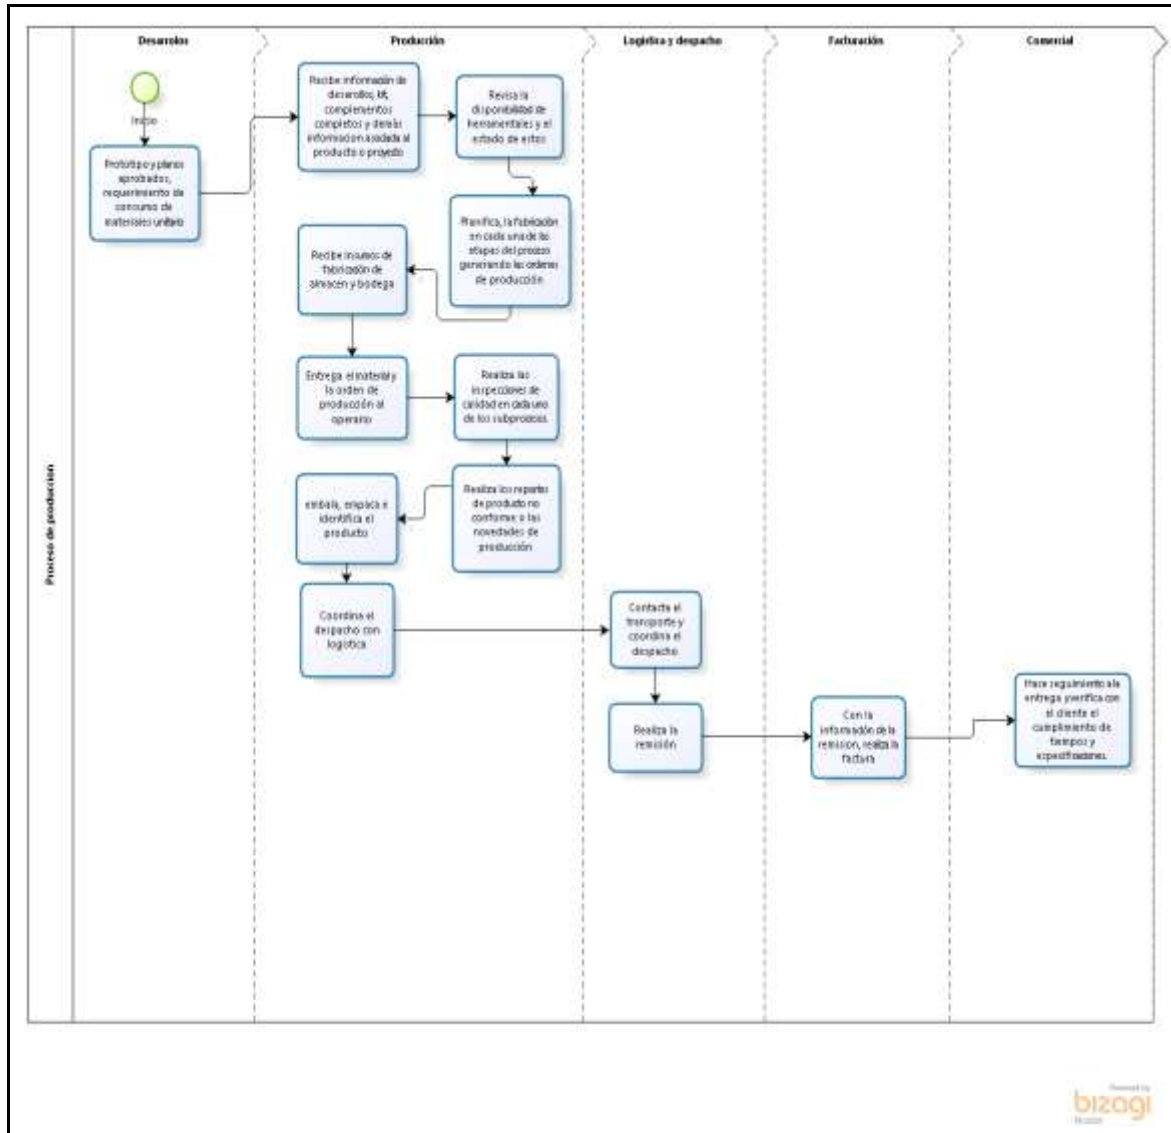 Desarrolos
Producción
Logística y despacho
Facturación
Comercial
Proceso de produccion
Inicio
Prototipo y planos
aprobados,
requerimiento de
consumo de
materiales unitario
Recibe información de
desarrollo, kit,
complementos
completos y demás
informacion asociada al
producto o proyecto
Revisa la
disponibilidad de
herramentales y el
estado de estos
Planifica, la fabricación
en cada una de las
etapas del proceso
generando las ordenes
de producción
Recibe insumos de
fabricación de
almacen y bodega
Entrega el material y
la orden de
producción al
operario
Realiza las
inspecciones de
calidad en cada uno
de los subprocesos.
Realiza los reportes
de producto no
conforme o las
novedades de
producción
embala, empaca e
identifica el
producto
Coordina el
despacho con
logística
Contacta el
transporte y
coordina el
despacho
Realiza la
remisión
Con la
información de la
remision, realiza la
factura
Hace seguimiento a la
entrega y verifica con
el cliente el
cumplimiento de
tiempos y
especificaciones.
Powered by
bizagi
Modeler